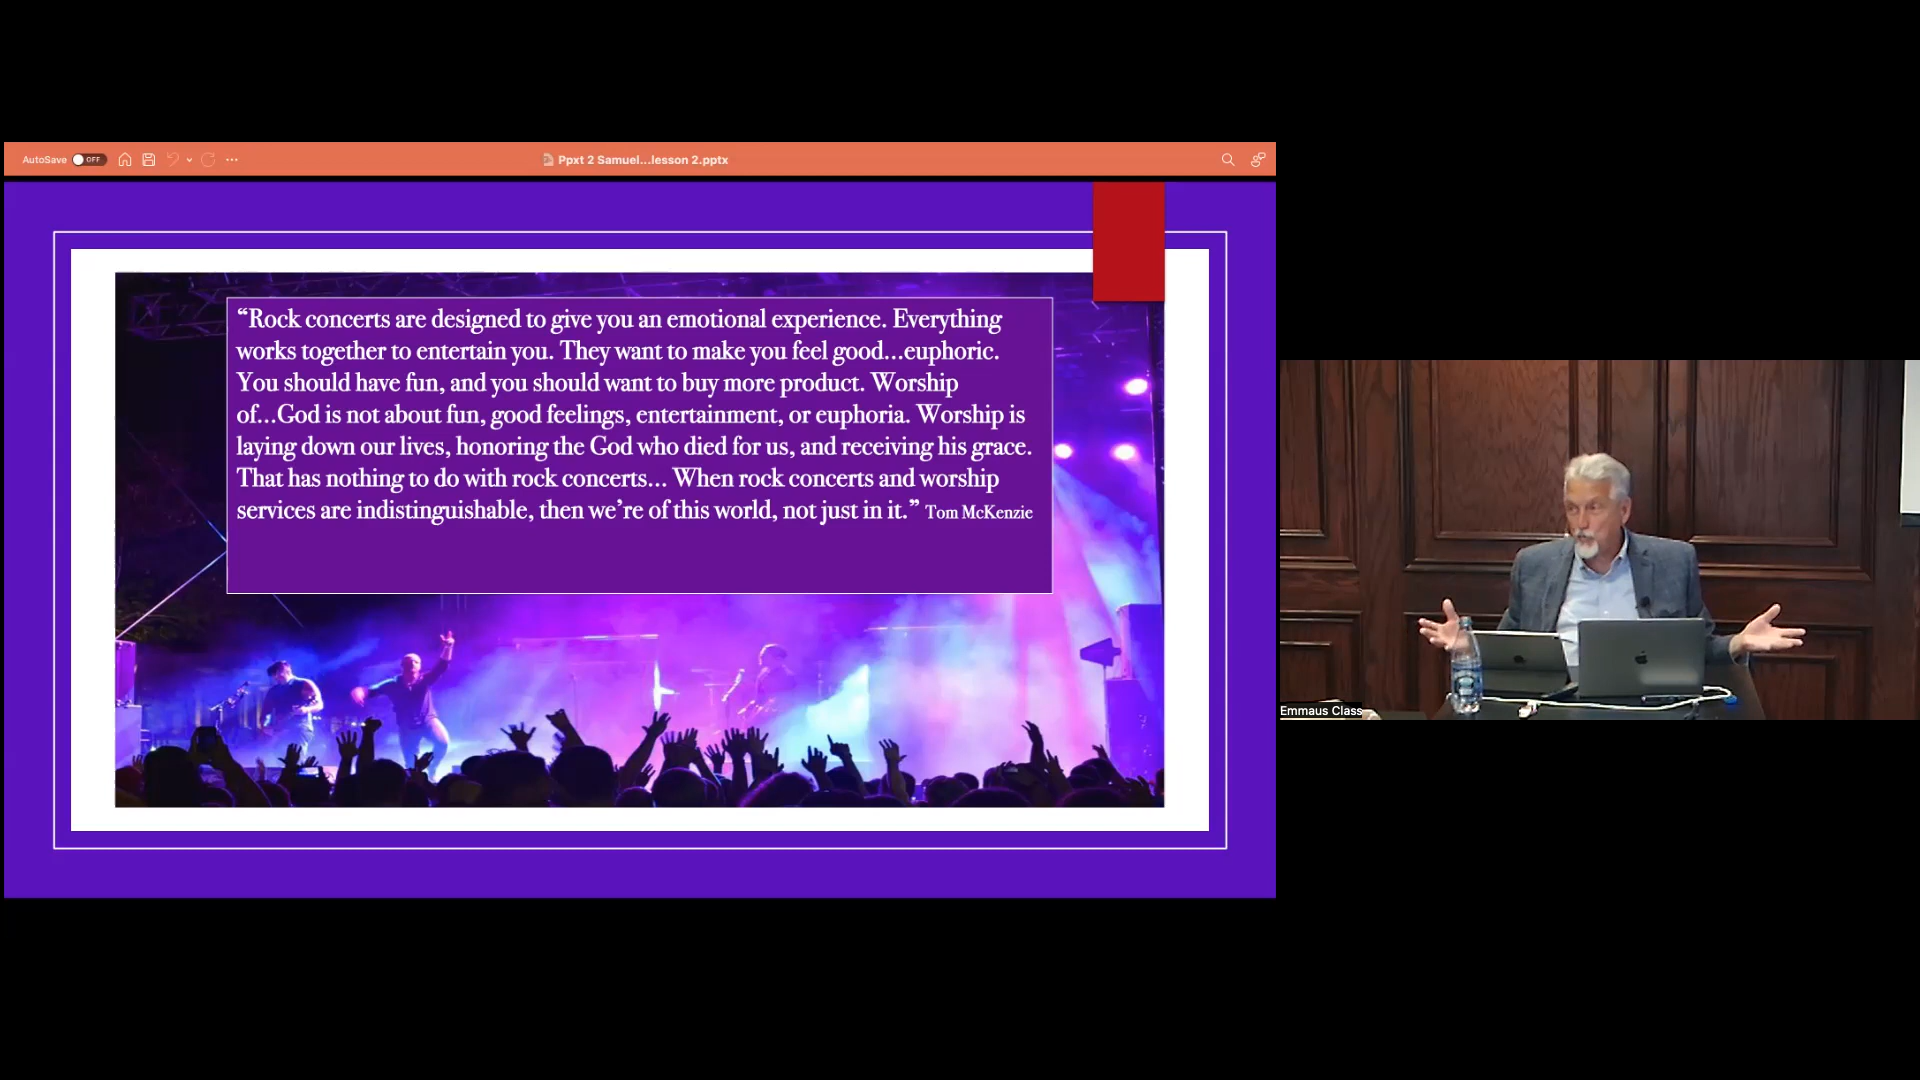 AutoSave OFF
Ppxt 2 Samuel...lesson 2.pptx
“Rock concerts are designed to give you an emotional experience. Everything
works together to entertain you. They want to make you feel good...euphoric.
You should have fun, and you should want to buy more product. Worship
of...God is not about fun, good feelings, entertainment, or euphoria. Worship is
laying down our lives, honoring the God who died for us, and receiving his grace.
That has nothing to do with rock concerts... When rock concerts and worship
services are indistinguishable, then we’re of this world, not just in it.” Tom McKenzie
Emmaus Class